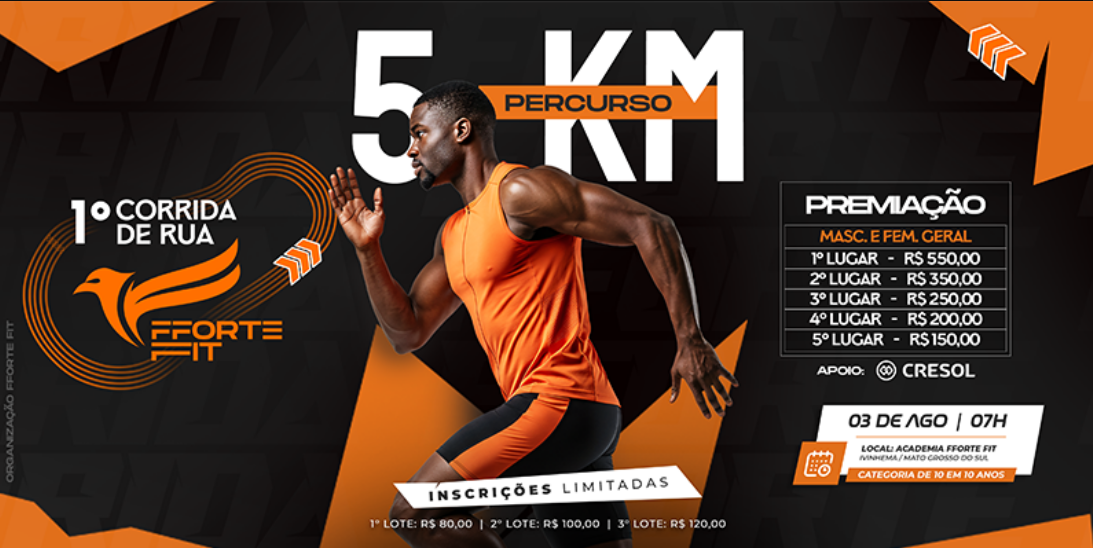 5 KM
PERCURSO
1º CORRIDA
DE RUA
FFORTE
FIT
ORGANIZAÇÃO FFORTE FIT
PREMIAÇÃO
MASC. E FEM. GERAL
1º LUGAR - R$ 550,00
2º LUGAR - R$ 350,00
3º LUGAR - R$ 250,00
4º LUGAR - R$ 200,00
5º LUGAR - R$ 150,00
APOIO: CRESOL
03 DE AGO | 07H
LOCAL: ACADEMIA FFORTE FIT
IVINHEMA / MATO GROSSO DO SUL
CATEGORIA DE 10 EM 10 ANOS
INSCRIÇÕES LIMITADAS
1º LOTE: R$ 80,00 | 2º LOTE: R$ 100,00 | 3º LOTE: R$ 120,00